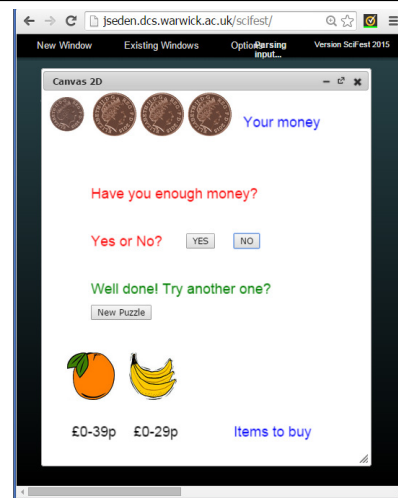 jseden.dcs.warwick.ac.uk/scifest/
New Window
Existing Windows
Options
Parsing input...
Version SciFest 2015
Canvas 2D
Your money
Have you enough money?
Yes or No? YES NO
Well done! Try another one?
New Puzzle
£0-39p £0-29p Items to buy